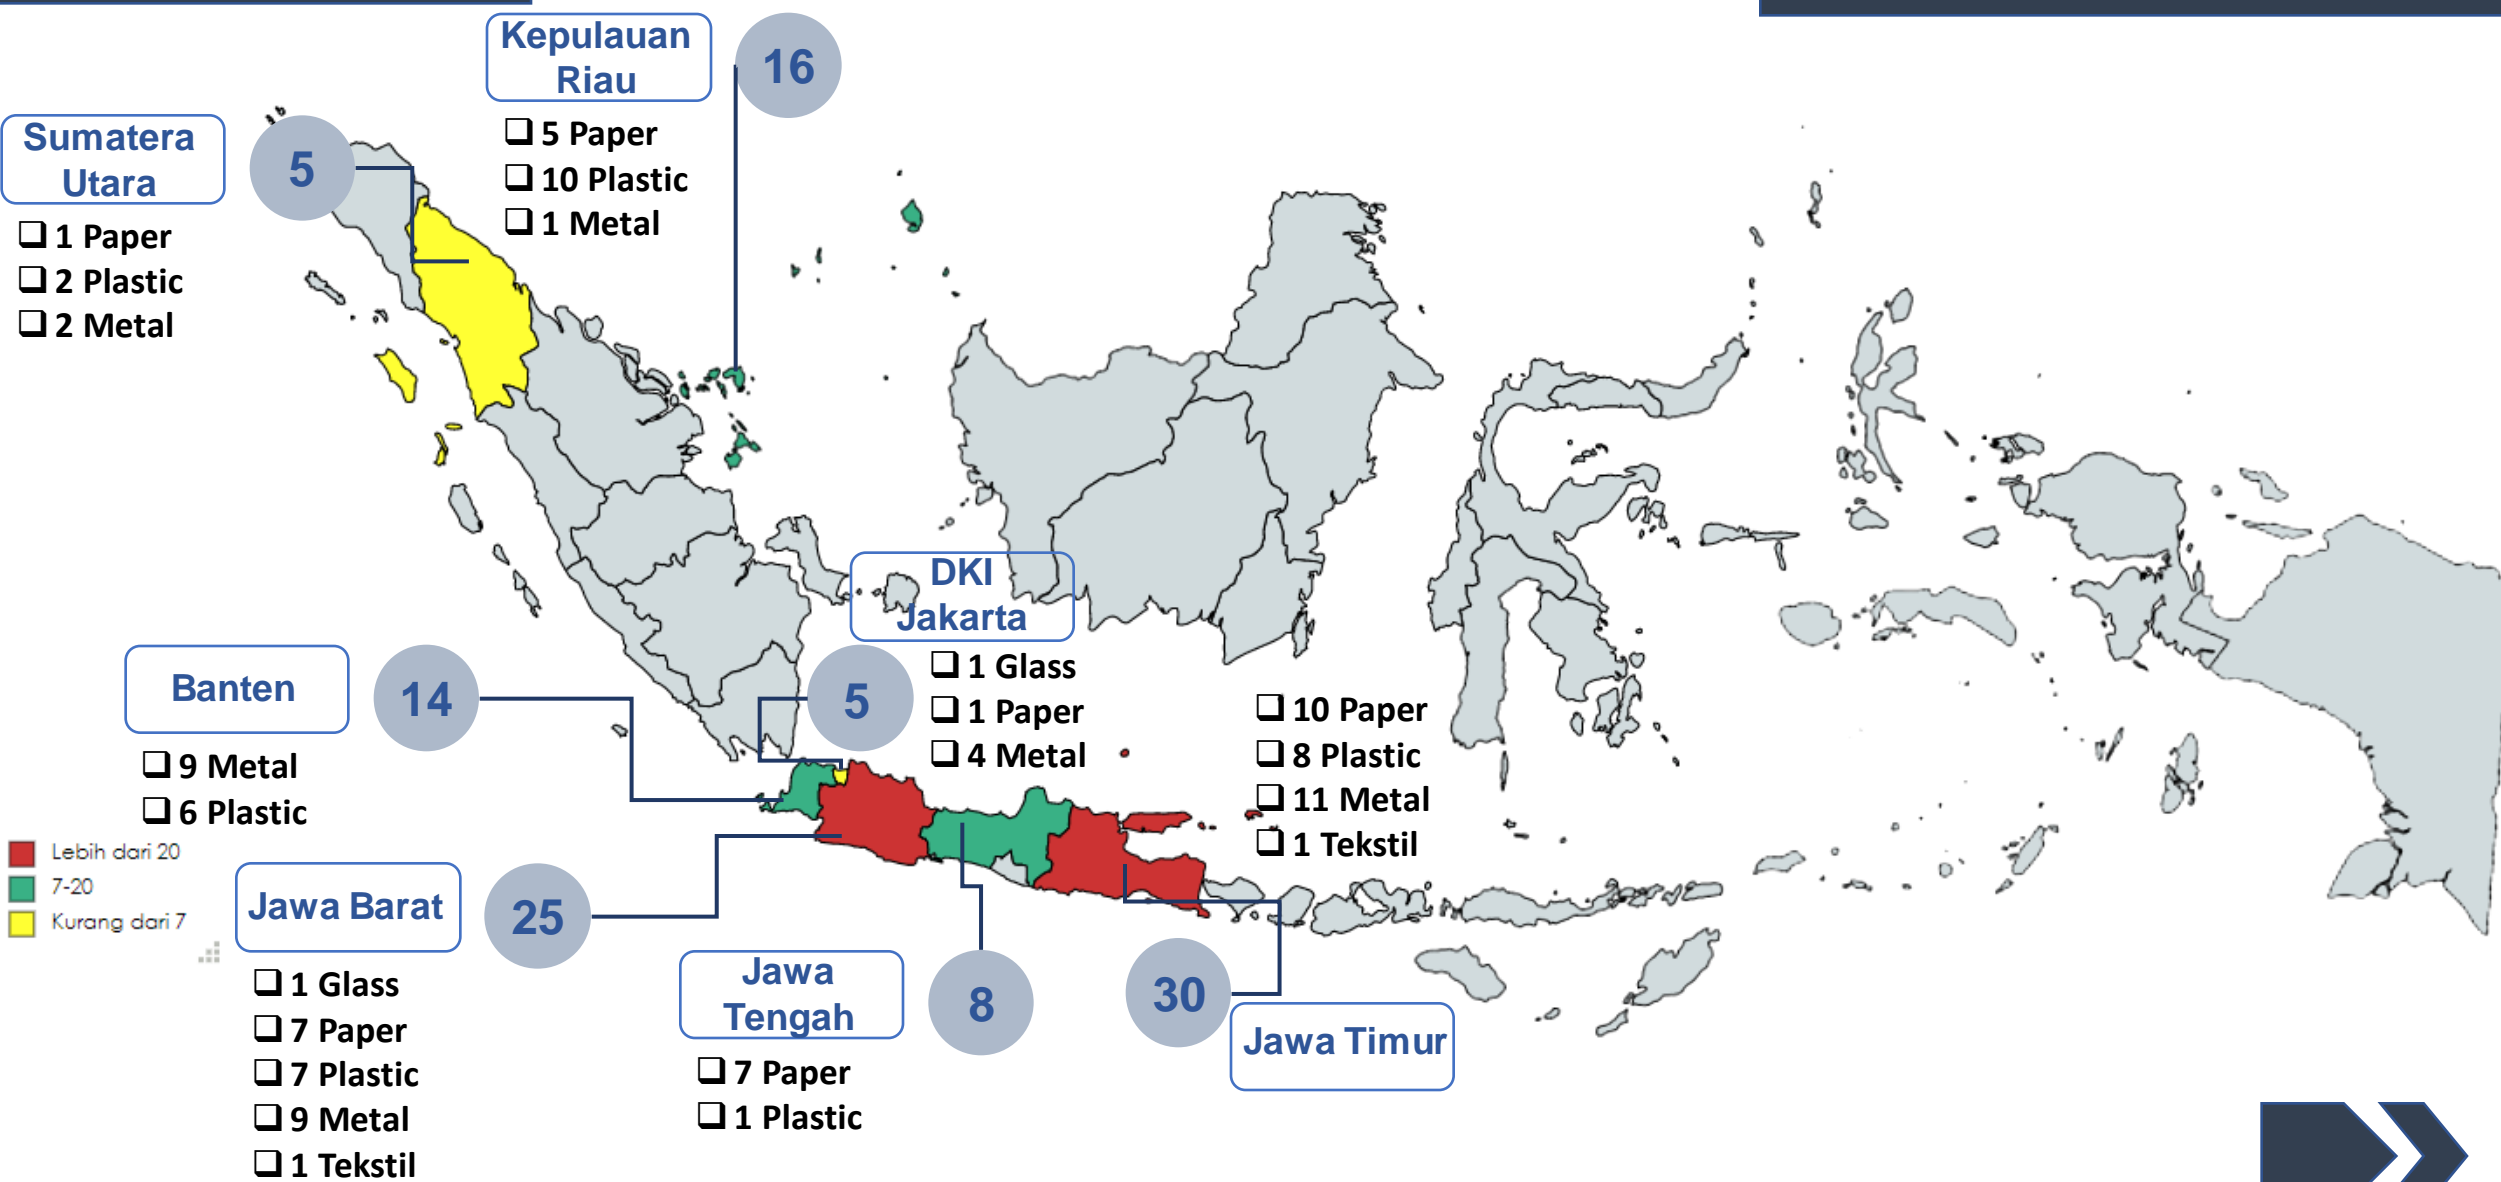 Kepulauan
Riau
16
5 Paper
10 Plastic
1 Metal
Sumatera
Utara
5
1 Paper
2 Plastic
2 Metal
DKI
Jakarta
5
1 Glass
1 Paper
4 Metal
Banten
14
9 Metal
6 Plastic
10 Paper
8 Plastic
11 Metal
1 Tekstil
Lebih dari 20
7-20
Kurang dari 7
Jawa Barat
25
1 Glass
7 Paper
7 Plastic
9 Metal
1 Tekstil
Jawa
Tengah
8
7 Paper
1 Plastic
30
Jawa Timur